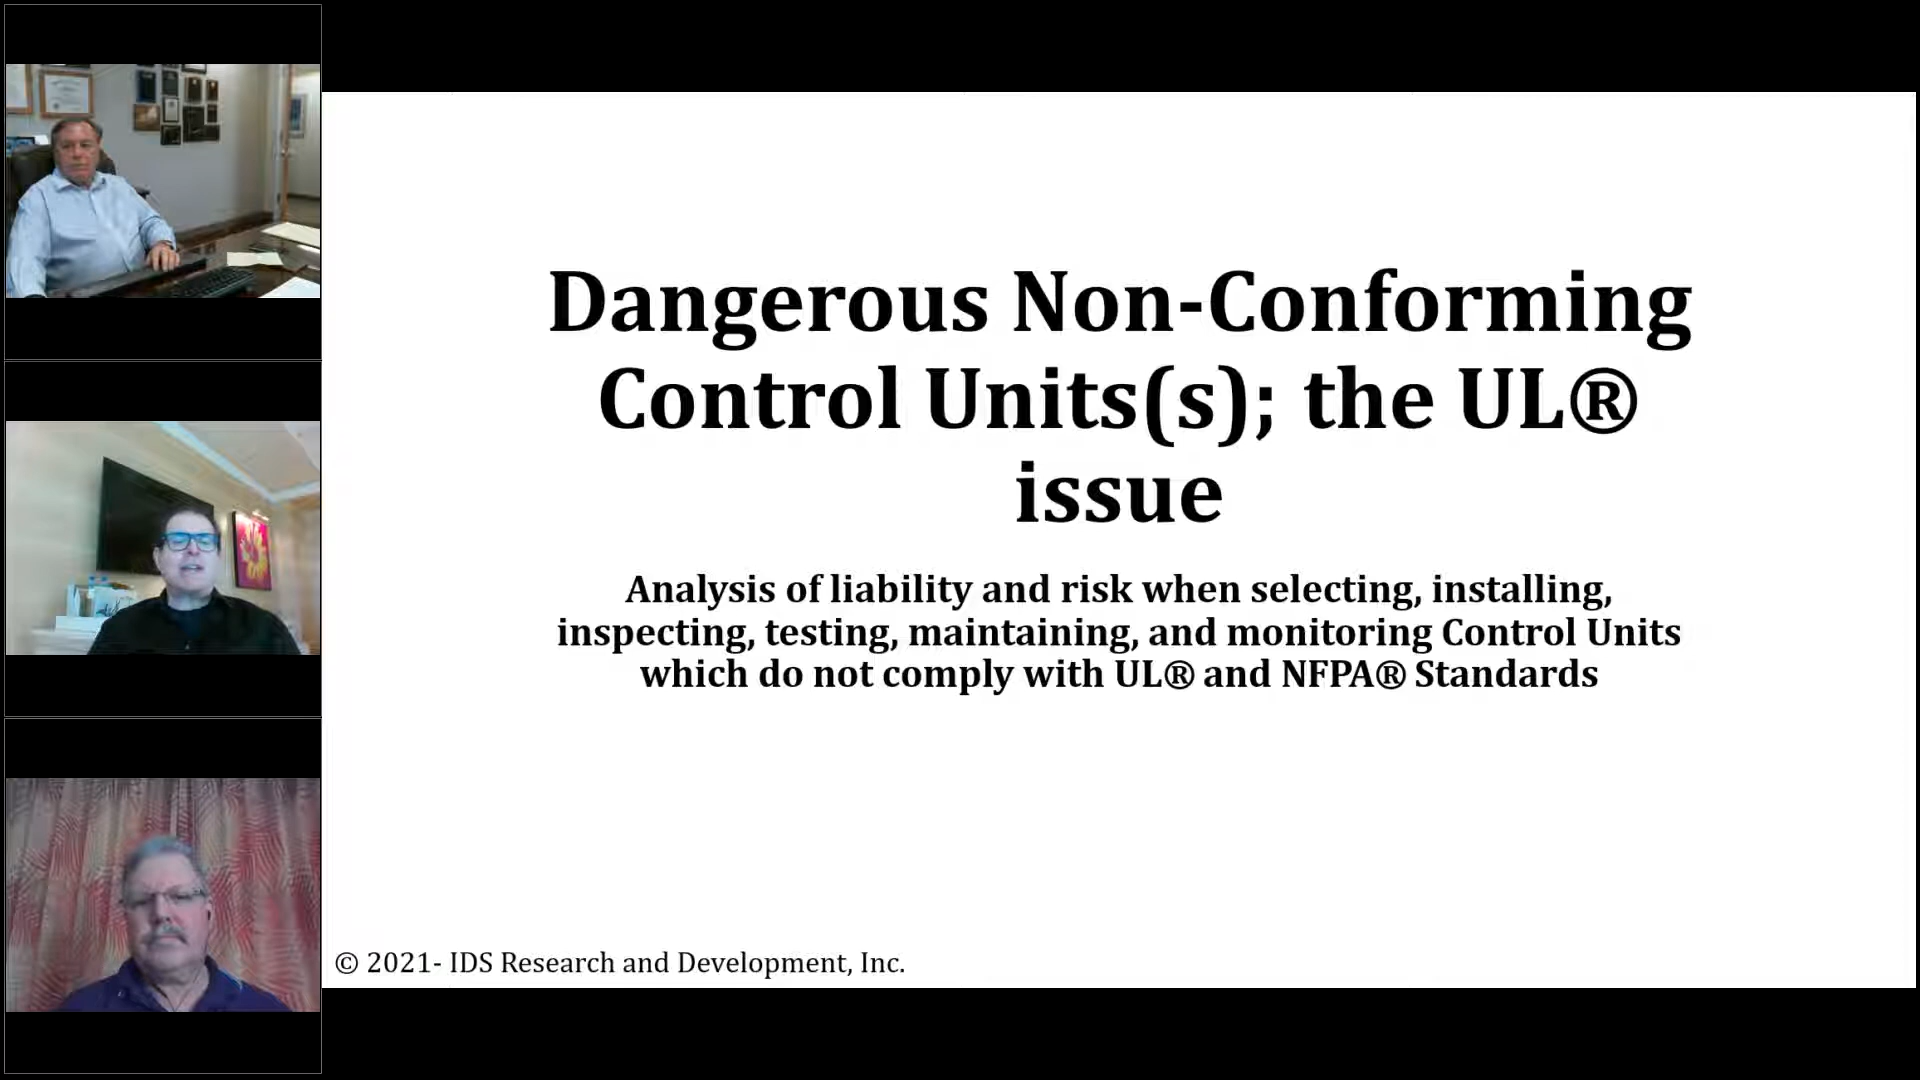 Dangerous Non-Conforming
Control Units(s); the UL®
issue
Analysis of liability and risk when selecting, installing,
inspecting, testing, maintaining, and monitoring Control Units
which do not comply with UL® and NFPA® Standards
© 2021- IDS Research and Development, Inc.